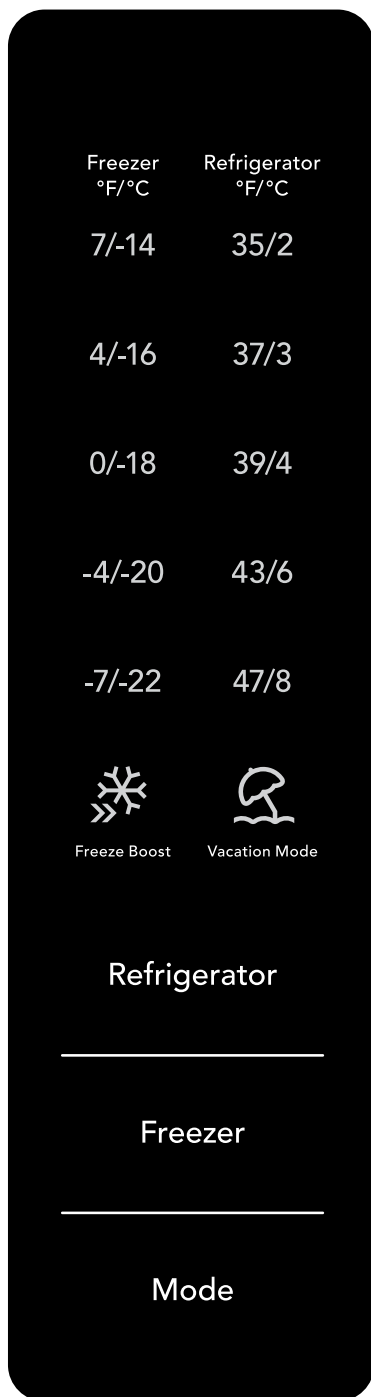 Freezer Refrigerator
°F/°C °F/°C
7/-14 35/2
4/-16 37/3
0/-18 39/4
-4/-20 43/6
-7/-22 47/8
Freeze Boost Vacation Mode
Refrigerator
Freezer
Mode